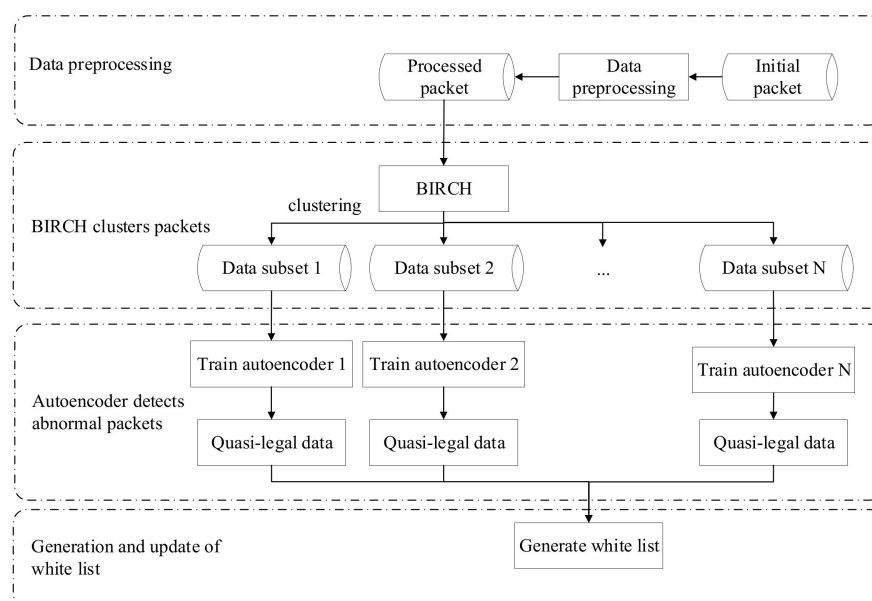 Data preprocessing
Processed
packet
Data
preprocessing
Initial
packet
BIRCH clusters packets
BIRCH
clustering
Data subset 1
Data subset 2
...
Data subset N
Autoencoder detects
abnormal packets
Train autoencoder 1
Train autoencoder 2
Train autoencoder N
Quasi-legal data
Quasi-legal data
Quasi-legal data
Generation and update of
white list
Generate white list